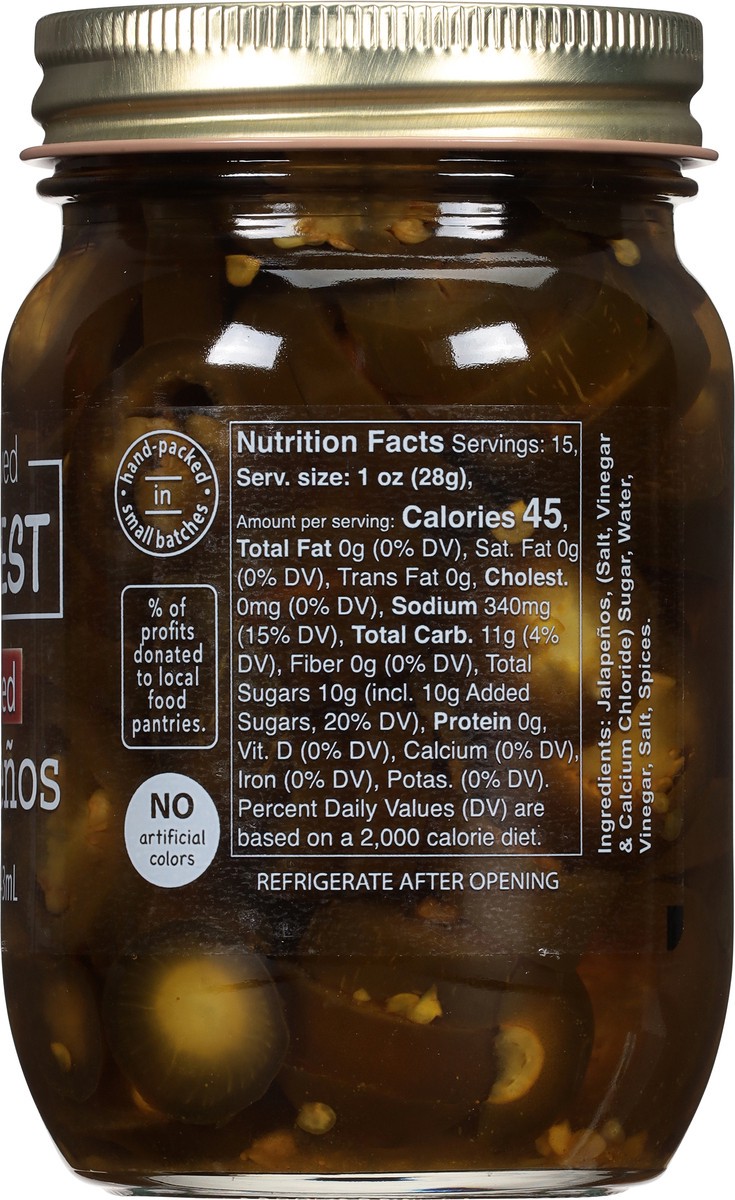 ed
EST
ed
ños
3mL
hand-packed
in
small batches
% of
profits
donated
to local
food
pantries.
NO
artificial
colors
Nutrition Facts Servings: 15,
Serv. size: 1 oz (28g),
Amount per serving: Calories 45,
Total Fat 0g (0% DV), Sat. Fat 0g
(0% DV), Trans Fat 0g, Cholest.
0mg (0% DV), Sodium 340mg
(15% DV), Total Carb. 11g (4%
DV), Fiber 0g (0% DV), Total
Sugars 10g (incl. 10g Added
Sugars, 20% DV), Protein 0g,
Vit. D (0% DV), Calcium (0% DV),
Iron (0% DV), Potas. (0% DV).
Percent Daily Values (DV) are
based on a 2,000 calorie diet.
REFRIGERATE AFTER OPENING
Ingredients: Jalapeños, (Salt, Vinegar
& Calcium Chloride) Sugar, Water,
Vinegar, Salt, Spices.